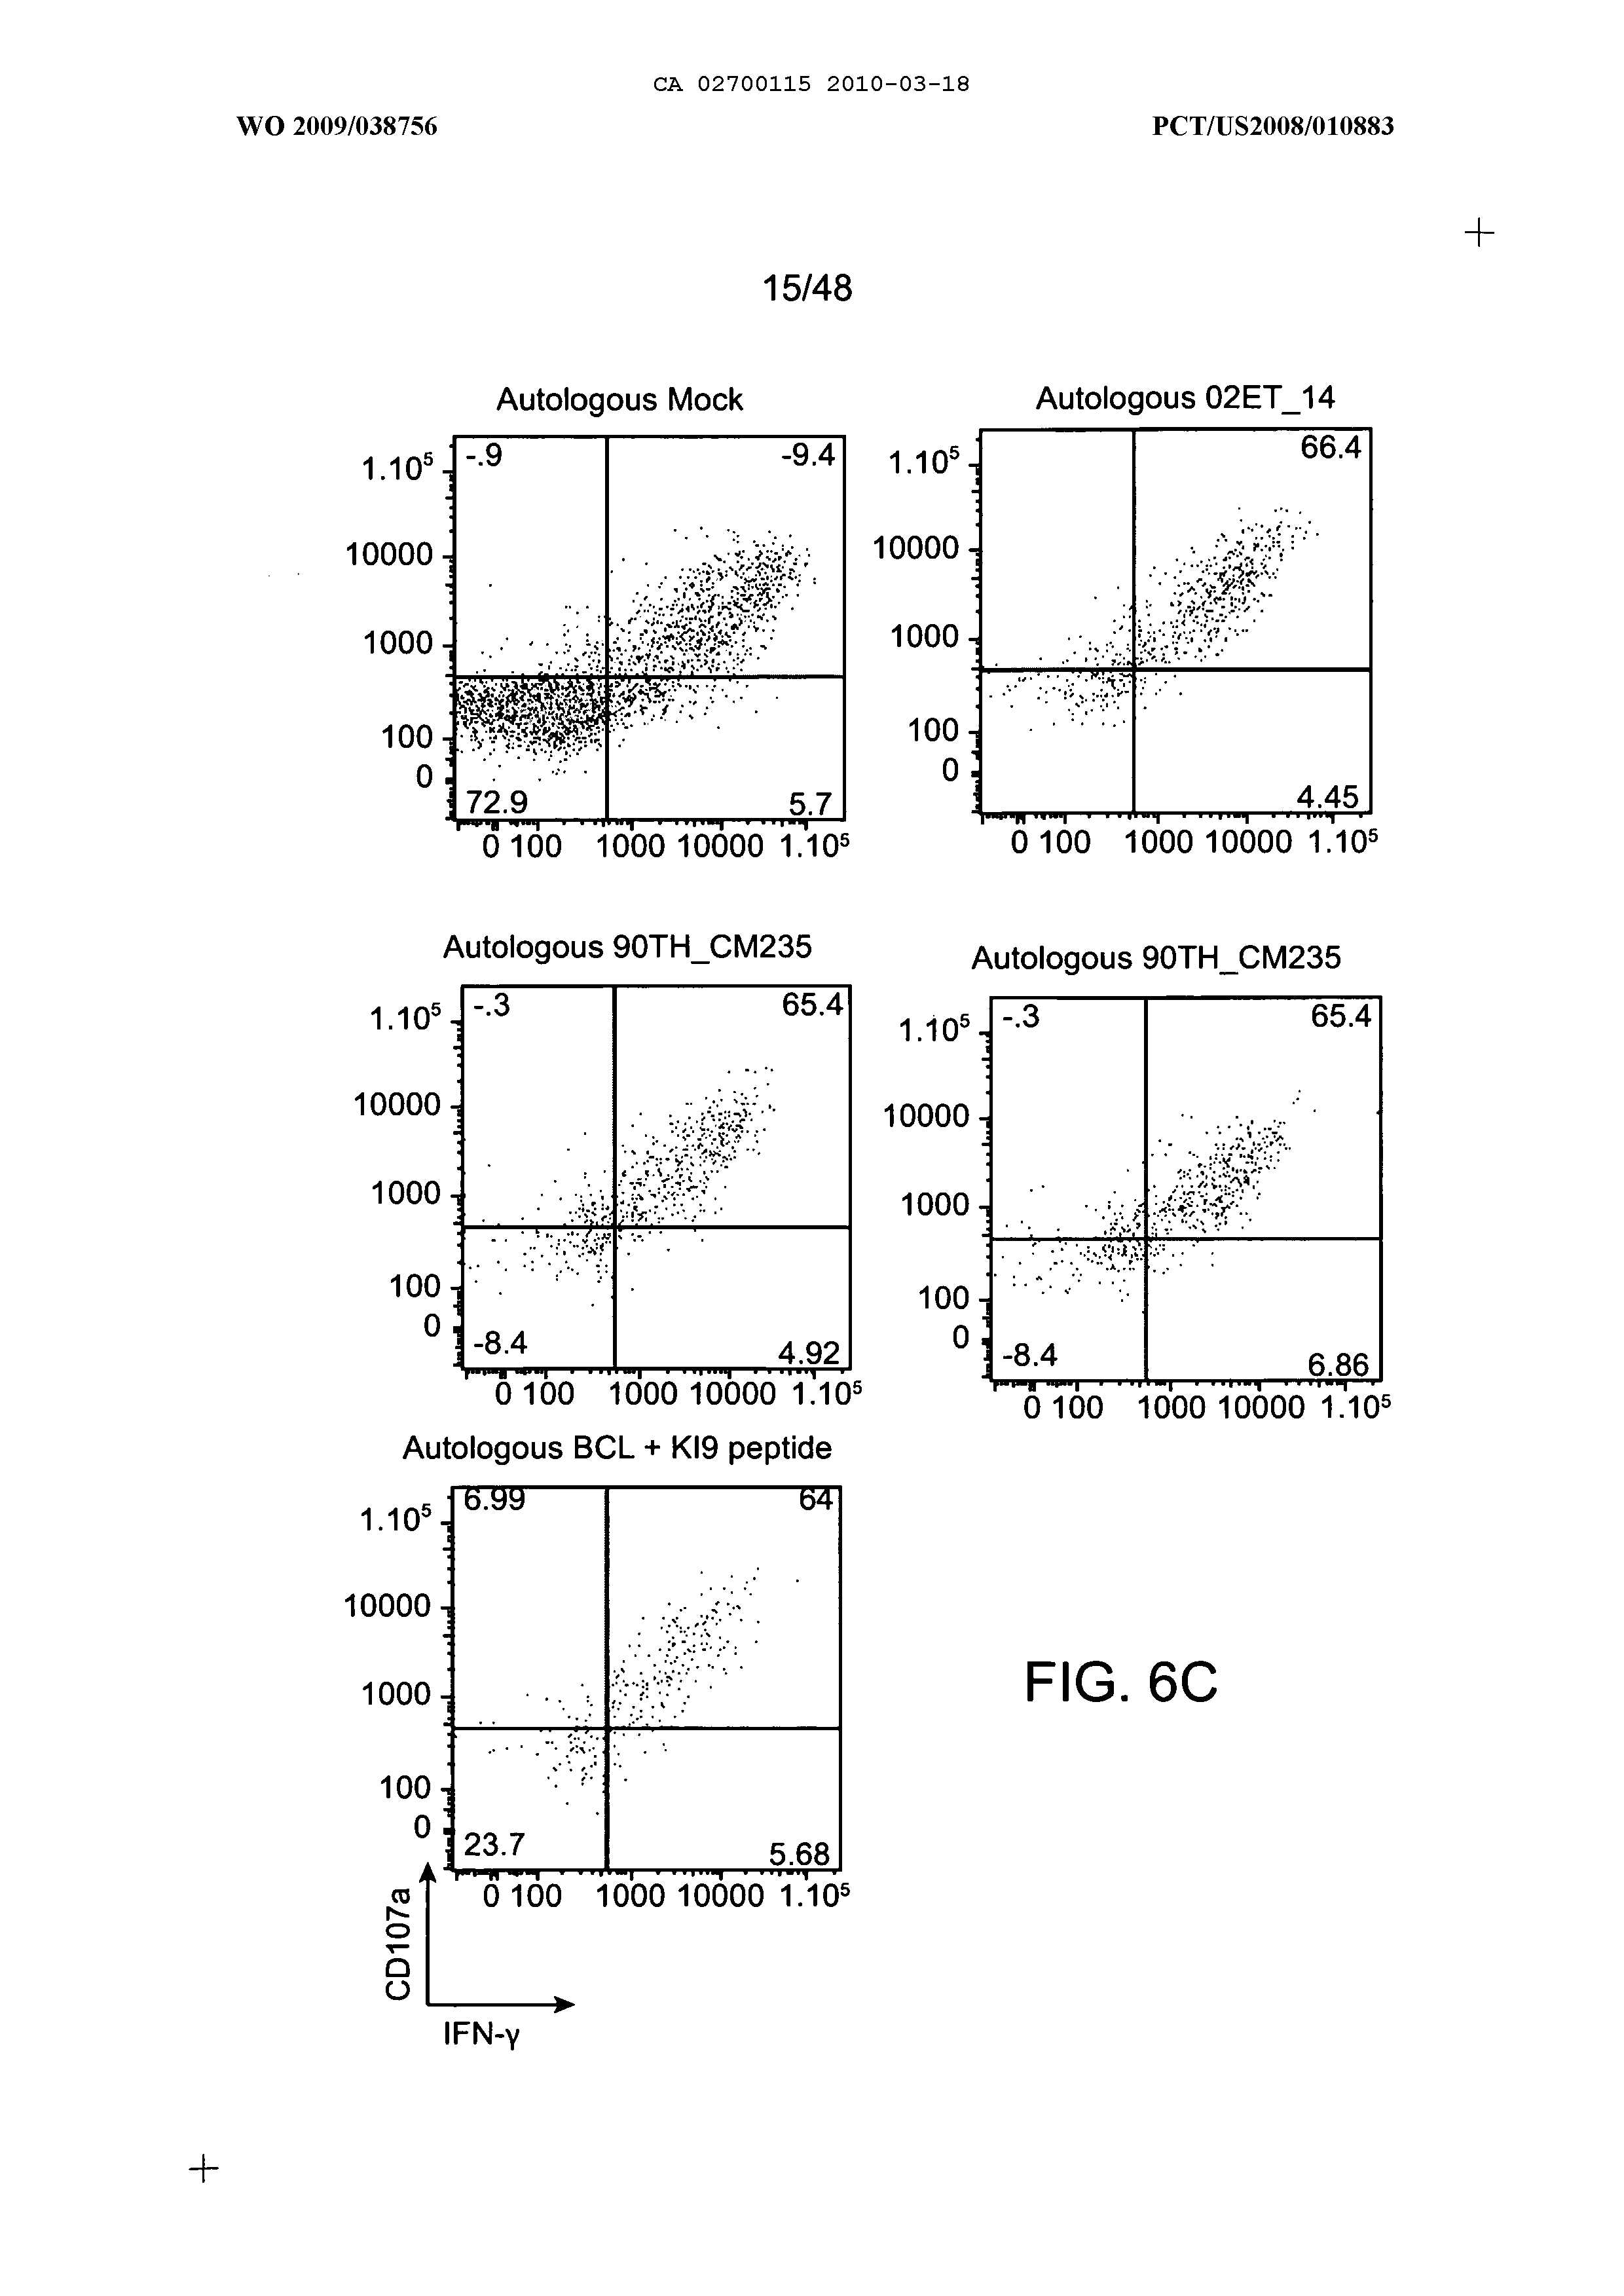 CA 02700115 2010-03-18
WO 2009/038756 PCT/US2008/010883
15/48
Autologous Mock
1.10⁵
10000
1000
100
0
-.9 -9.4
72.9 5.7
0 100 1000 10000 1.10⁵
Autologous 02ET_14
1.10⁵
10000
1000
100
0
66.4
4.45
0 100 1000 10000 1.10⁵
Autologous 90TH_CM235
1.10⁵
10000
1000
100
0
-.3 65.4
-8.4 4.92
0 100 1000 10000 1.10⁵
Autologous 90TH_CM235
1.10⁵
10000
1000
100
0
-.3 65.4
-8.4 6.86
0 100 1000 10000 1.10⁵
Autologous BCL + KI9 peptide
1.10⁵
10000
1000
100
0
6.99 64
23.7 5.68
0 100 1000 10000 1.10⁵
CD107a
IFN-γ
FIG. 6C